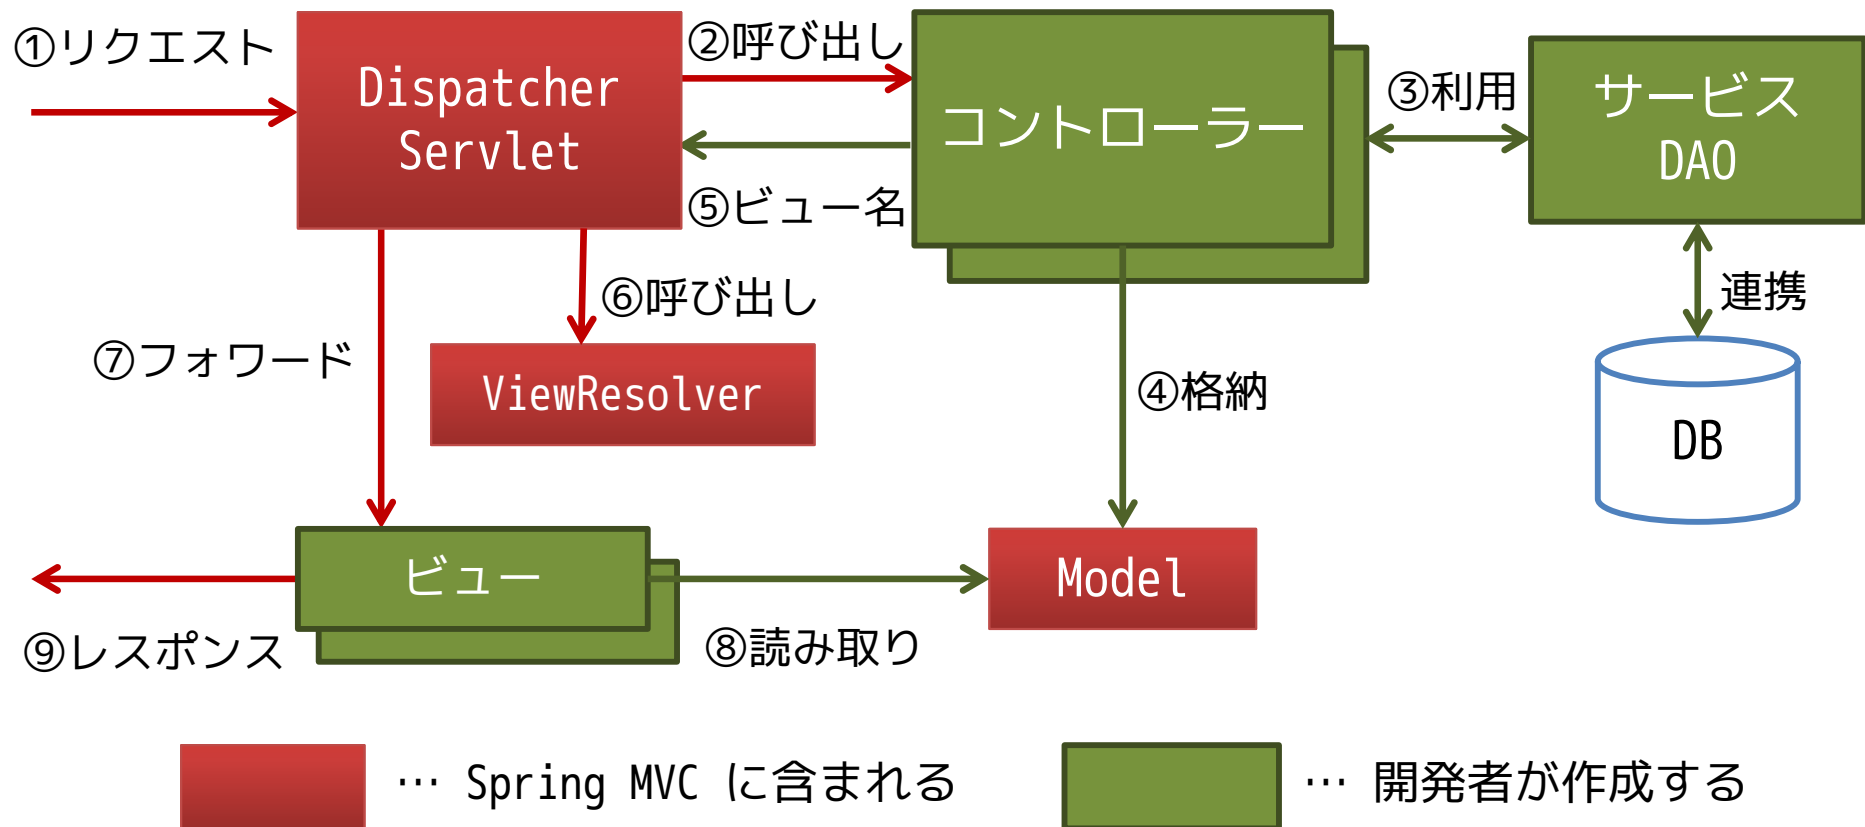 ①リクエスト
Dispatcher
Servlet
②呼び出し
コントローラー
③利用
サービス
DAO
⑤ビュー名
⑥呼び出し
連携
⑦フォワード
ViewResolver
④格納
DB
ビュー
Model
⑨レスポンス
⑧読み取り
… Spring MVC に含まれる
… 開発者が作成する